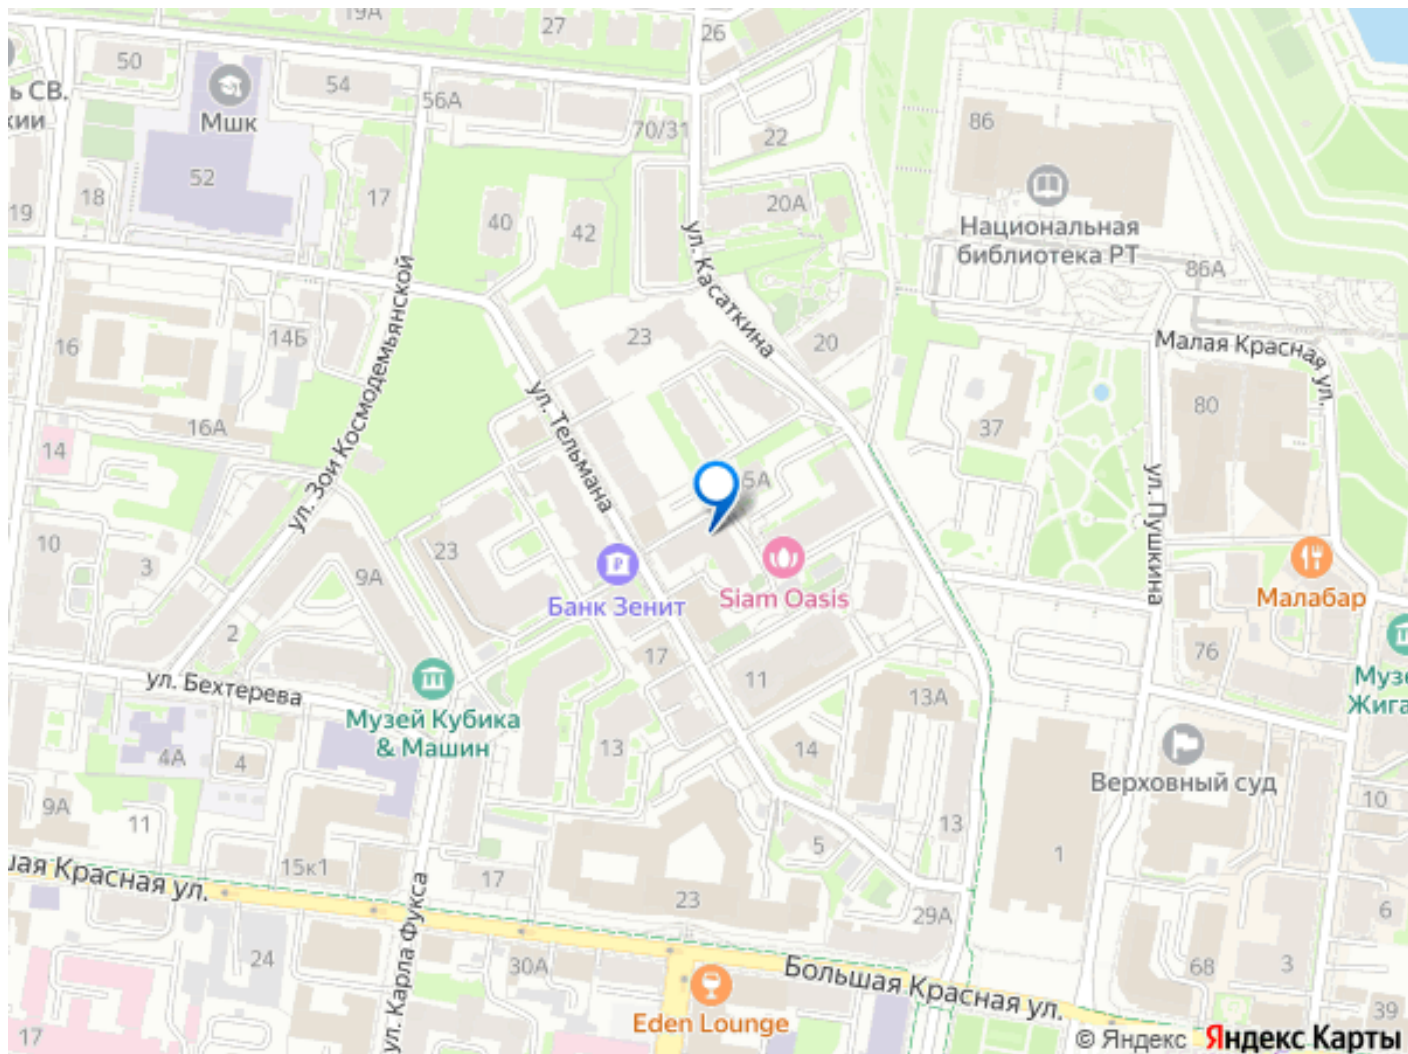 19А
27
26
50
54
56А
ь СВ.
кии
Мшк
70/31
22
86
52
17
18
19
40
42
20А
Национальная
библиотека РТ
86А
ул. Касаткина
ул. Зои Космодемьянской
16
14Б
23
20
Малая Красная ул.
ул. Тельмана
80
37
16А
14
5А
ул. Пушкина
10
3
9А
23
Банк Зенит
Siam Oasis
Малабар
2
17
11
76
ул. Бехтерева
Музей Кубика
& Машин
13А
Музе
Жига
4А
4
13
14
Верховный суд
9А
11
10
15к1
17
5
13
1
ая Красная ул.
23
29А
6
ул. Карла Фукса
24
30А
Большая Красная ул.
68
3
Eden Lounge
39
17
© Яндекс Яндекс Карты